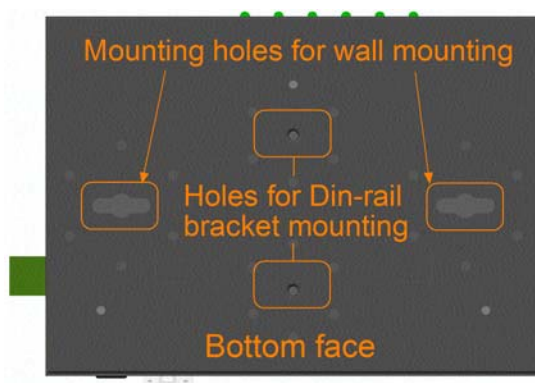 Mounting holes for wall mounting
Holes for Din-rail
bracket mounting
Bottom face